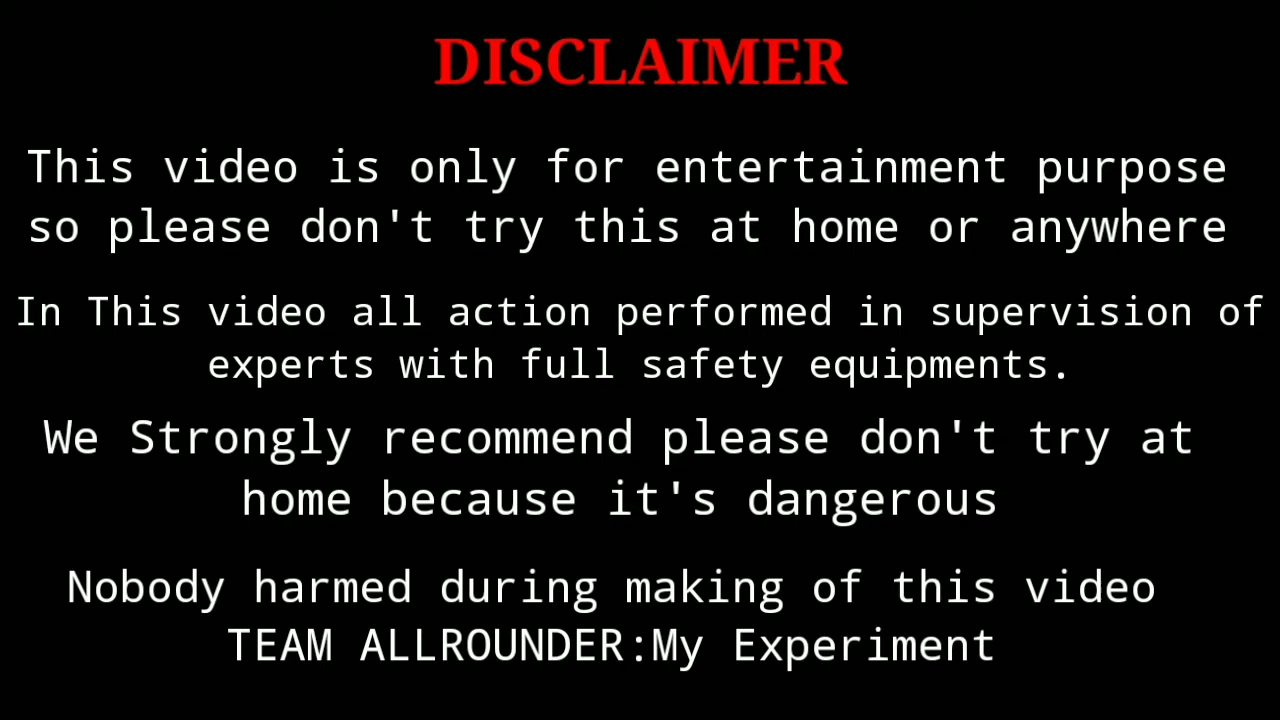 DISCLAIMER
This video is only for entertainment purpose
so please don't try this at home or anywhere
In This video all action performed in supervision of
experts with full safety equipments.
We Strongly recommend please don't try at
home because it's dangerous
Nobody harmed during making of this video
TEAM ALLROUNDER:My Experiment